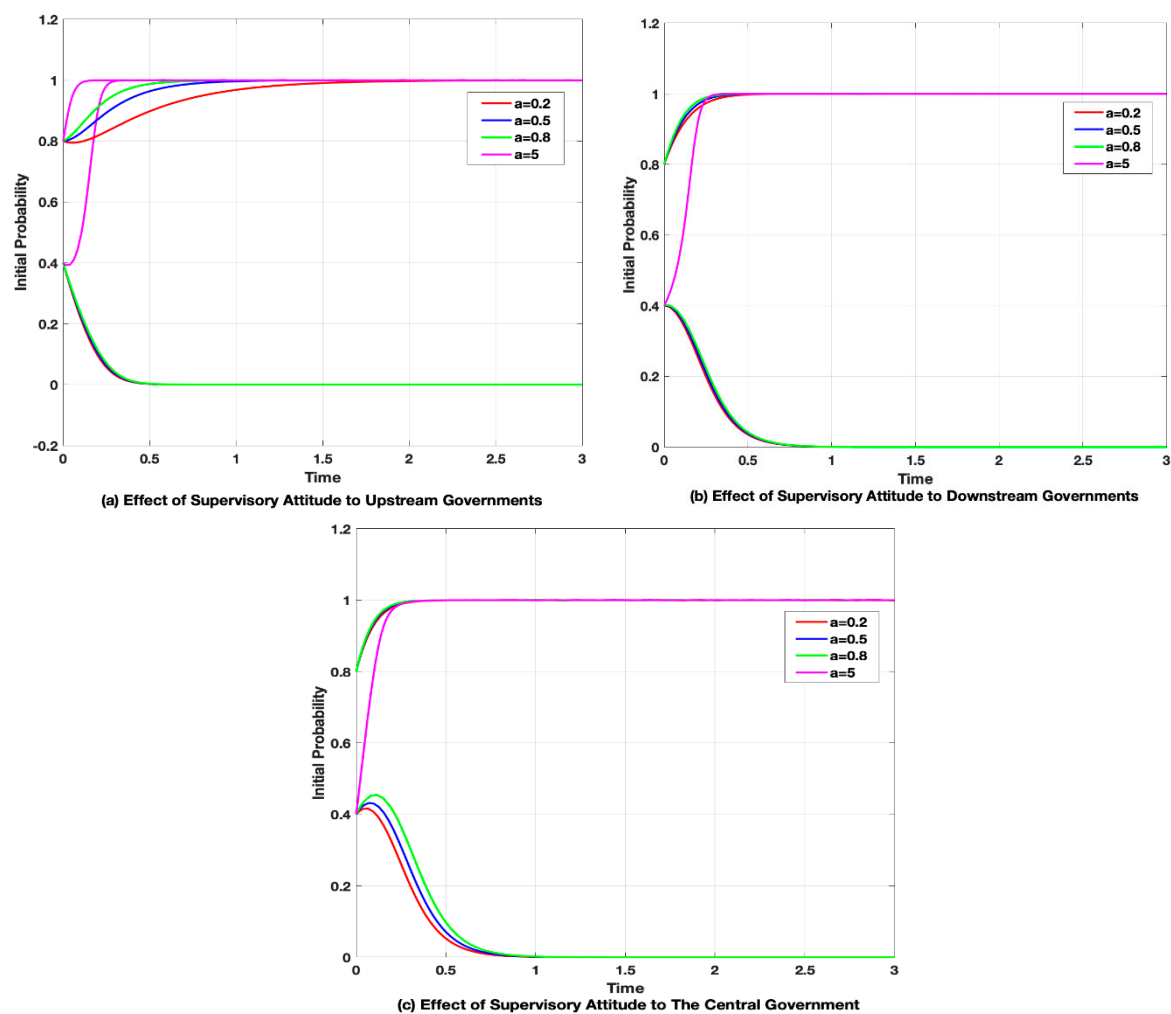 1.2
1
0.8
0.6
0.4
0.2
0
-0.2
Initial Probability
0 0.5 1 1.5 2 2.5 3
Time
a=0.2
a=0.5
a=0.8
a=5
(a) Effect of Supervisory Attitude to Upstream Governments
1.2
1
0.8
0.6
0.4
0.2
0
Initial Probability
0 0.5 1 1.5 2 2.5 3
Time
a=0.2
a=0.5
a=0.8
a=5
(b) Effect of Supervisory Attitude to Downstream Governments
1.2
1
0.8
0.6
0.4
0.2
0
Initial Probability
0 0.5 1 1.5 2 2.5 3
Time
a=0.2
a=0.5
a=0.8
a=5
(c) Effect of Supervisory Attitude to The Central Government